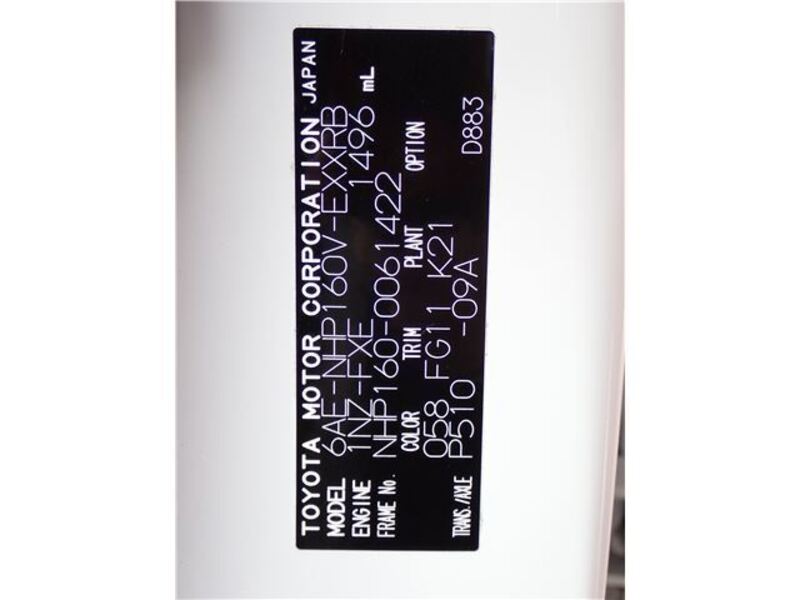 TOYOTA MOTOR CORPORATION JAPAN
MODEL 6AE-NHP160V-EXXRB
ENGINE 1NZ-FXE 1496 mL
FRAME No. NHP160-0061422
COLOR TRIM PLANT OPTION
058 FG11 K21
TRANS./AXLE P510 -09A D883